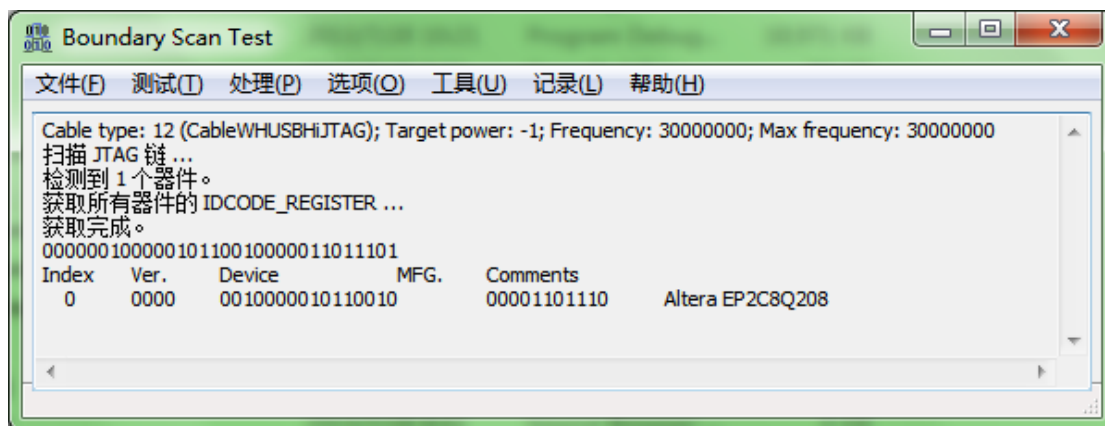 Boundary Scan Test
文件(F) 测试(T) 处理(P) 选项(O) 工具(U) 记录(L) 帮助(H)
Cable type: 12 (CableWHUSBHiJTAG); Target power: -1; Frequency: 30000000; Max frequency: 30000000
扫描 JTAG 链 ...
检测到 1 个器件。
获取所有器件的 IDCODE_REGISTER ...
获取完成。
00000010000010110010000011011101
Index Ver. Device MFG. Comments
0 0000 0010000010110010 00001101110 Altera EP2C8Q208